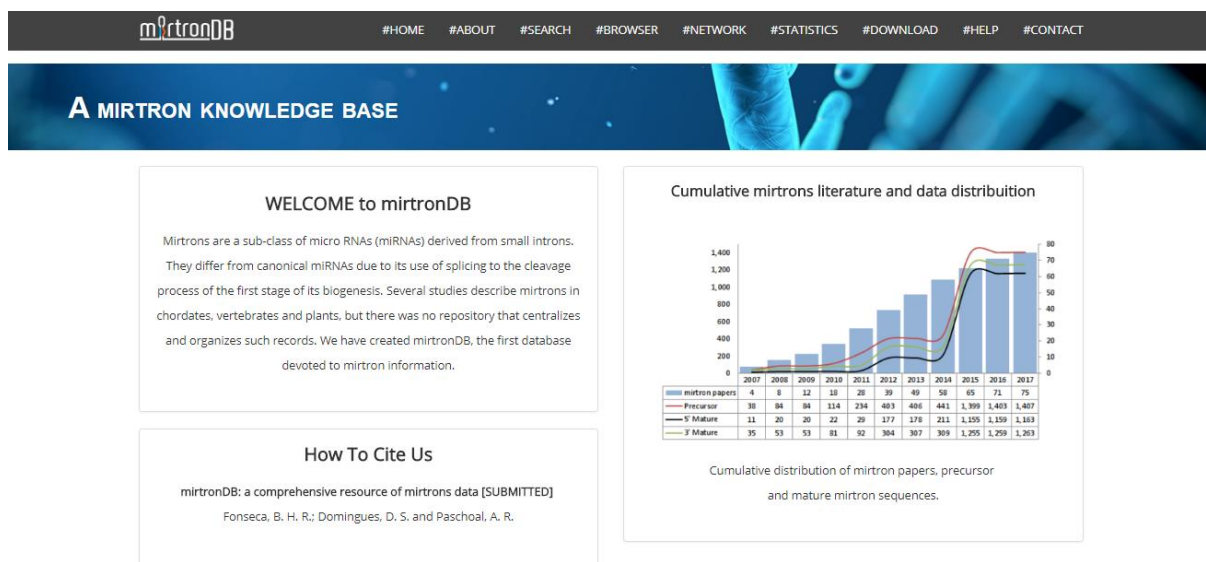 mirtronDB
#HOME #ABOUT #SEARCH #BROWSER #NETWORK #STATISTICS #DOWNLOAD #HELP #CONTACT
A MIRTRON KNOWLEDGE BASE
WELCOME to mirtronDB
Mirtrons are a sub-class of micro RNAs (miRNAs) derived from small introns.
They differ from canonical miRNAs due to its use of splicing to the cleavage
process of the first stage of its biogenesis. Several studies describe mirtrons in
chordates, vertebrates and plants, but there was no repository that centralizes
and organizes such records. We have created mirtronDB, the first database
devoted to mirtron information.
How To Cite Us
mirtronDB: a comprehensive resource of mirtrons data [SUBMITTED]
Fonseca, B. H. R.; Domingues, D. S. and Paschoal, A. R.
Cumulative mirtrons literature and data distribuition
1,400
1,200
1,000
800
600
400
200
0
80
70
60
50
40
30
20
10
0
2007 2008 2009 2010 2011 2012 2013 2014 2015 2016 2017
mirtron papers 4 8 12 18 28 39 49 58 65 71 75
Precursor 38 84 84 114 234 403 406 441 1,399 1,403 1,407
5' Mature 11 20 20 22 29 177 178 211 1,155 1,159 1,163
3' Mature 35 53 53 81 92 304 307 309 1,255 1,259 1,263
Cumulative distribution of mirtron papers, precursor
and mature mirtron sequences.